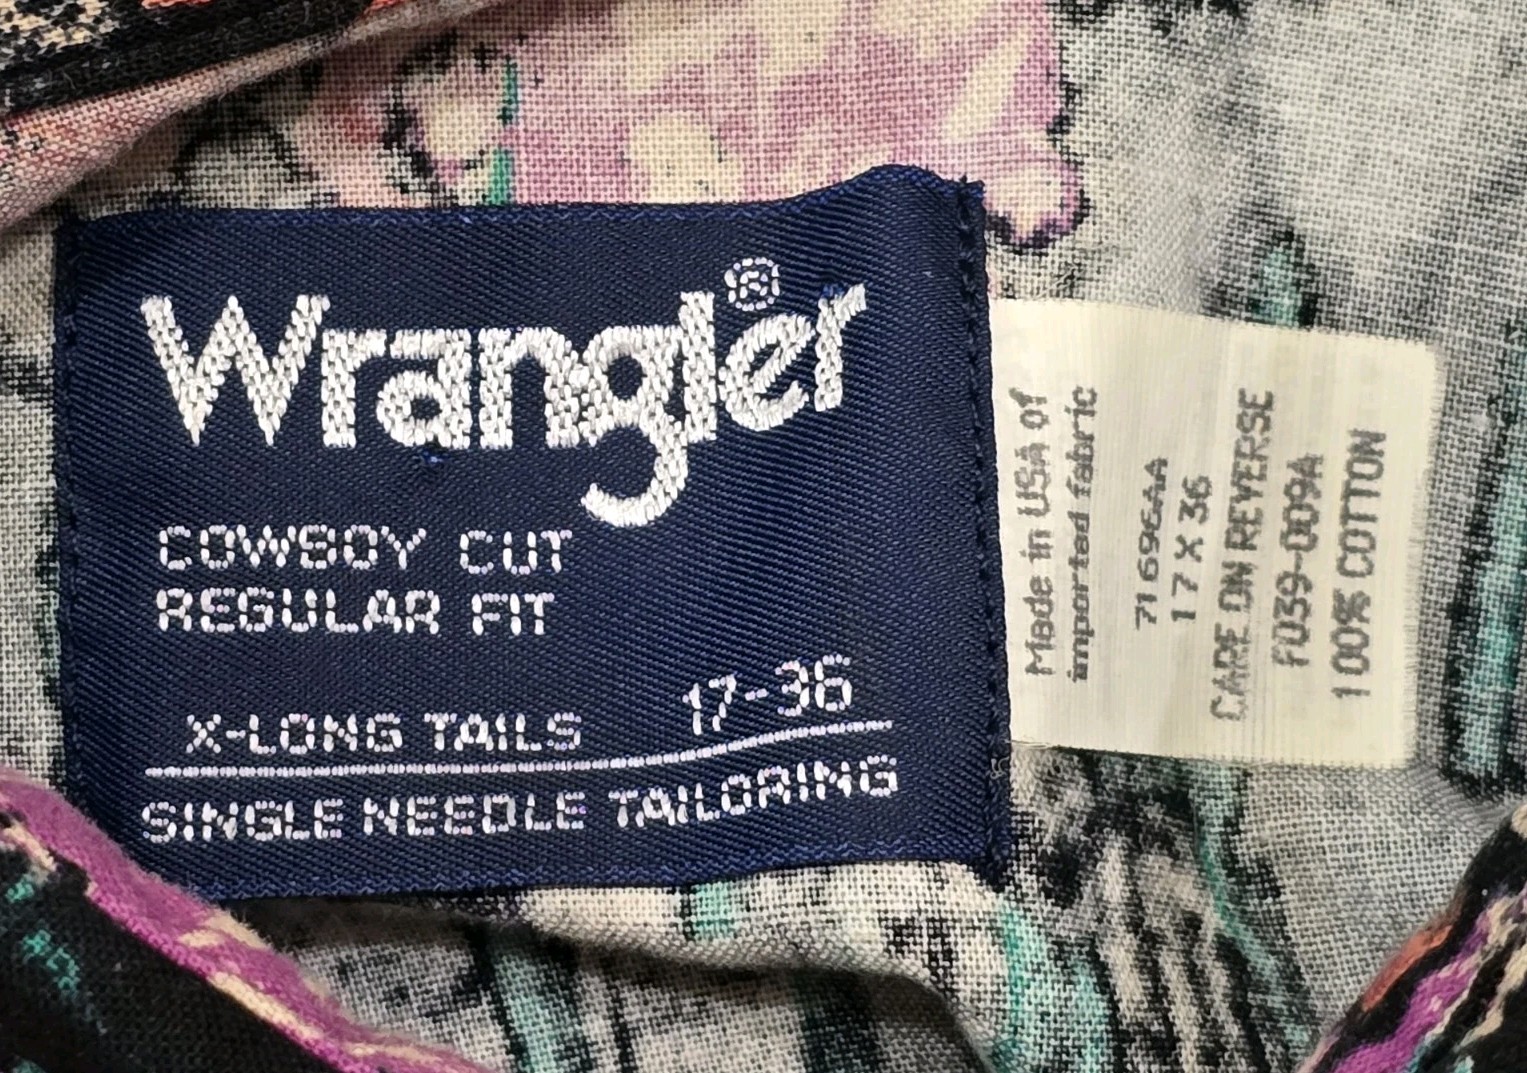 Wrangler®
COWBOY CUT
REGULAR FIT
X-LONG TAILS 17-36
SINGLE NEEDLE TAILORING
Made in USA of
imported fabric
71696AA
17 X 36
CARE ON REVERSE
F039-009A
100% COTTON